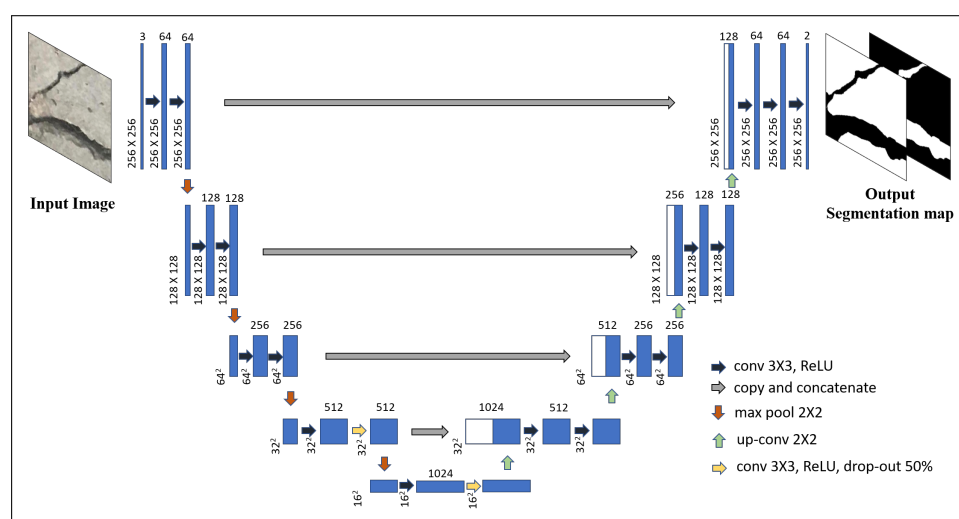 3 64 64
256 X 256 256 X 256 256 X 256
128 64 64 2
256 X 256 256 X 256 256 X 256 256 X 256
Input Image
Output
Segmentation map
128 128
128 X 128 128 X 128 128 X 128
256 128 128
128 X 128 128 X 128 128 X 128
256 256
64² 64² 64²
512 256 256
64² 64² 64²
512 512
32² 32² 32²
1024 512
32² 32² 32²
1024
16² 16² 16²
conv 3X3, ReLU
copy and concatenate
max pool 2X2
up-conv 2X2
conv 3X3, ReLU, drop-out 50%